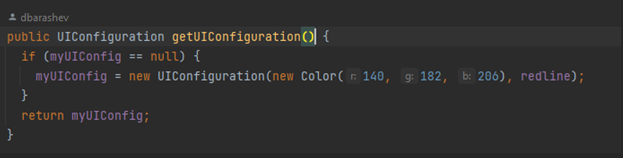 dbarashev
public UIConfiguration getUIConfiguration() {
if (myUIConfig == null) {
myUIConfig = new UIConfiguration(new Color( r: 140, g: 182, b: 206), redline);
}
return myUIConfig;
}